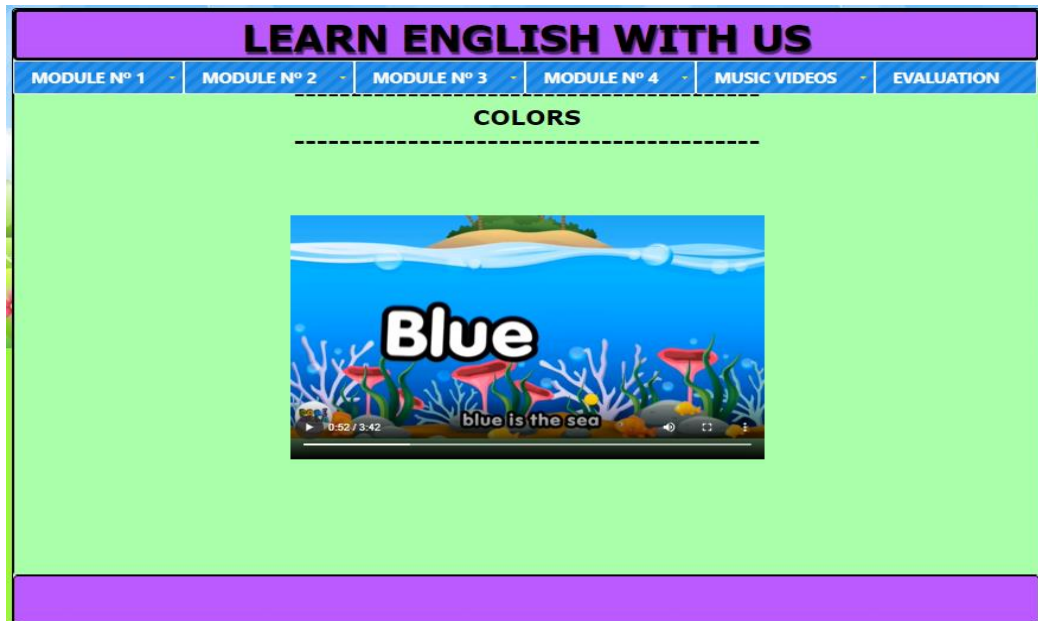 LEARN ENGLISH WITH US
MODULE Nº 1 MODULE Nº 2 MODULE Nº 3 MODULE Nº 4 MUSIC VIDEOS EVALUATION
-----------------------------------------
COLORS
-----------------------------------------
Blue
blue is the sea
0:52 / 3:42